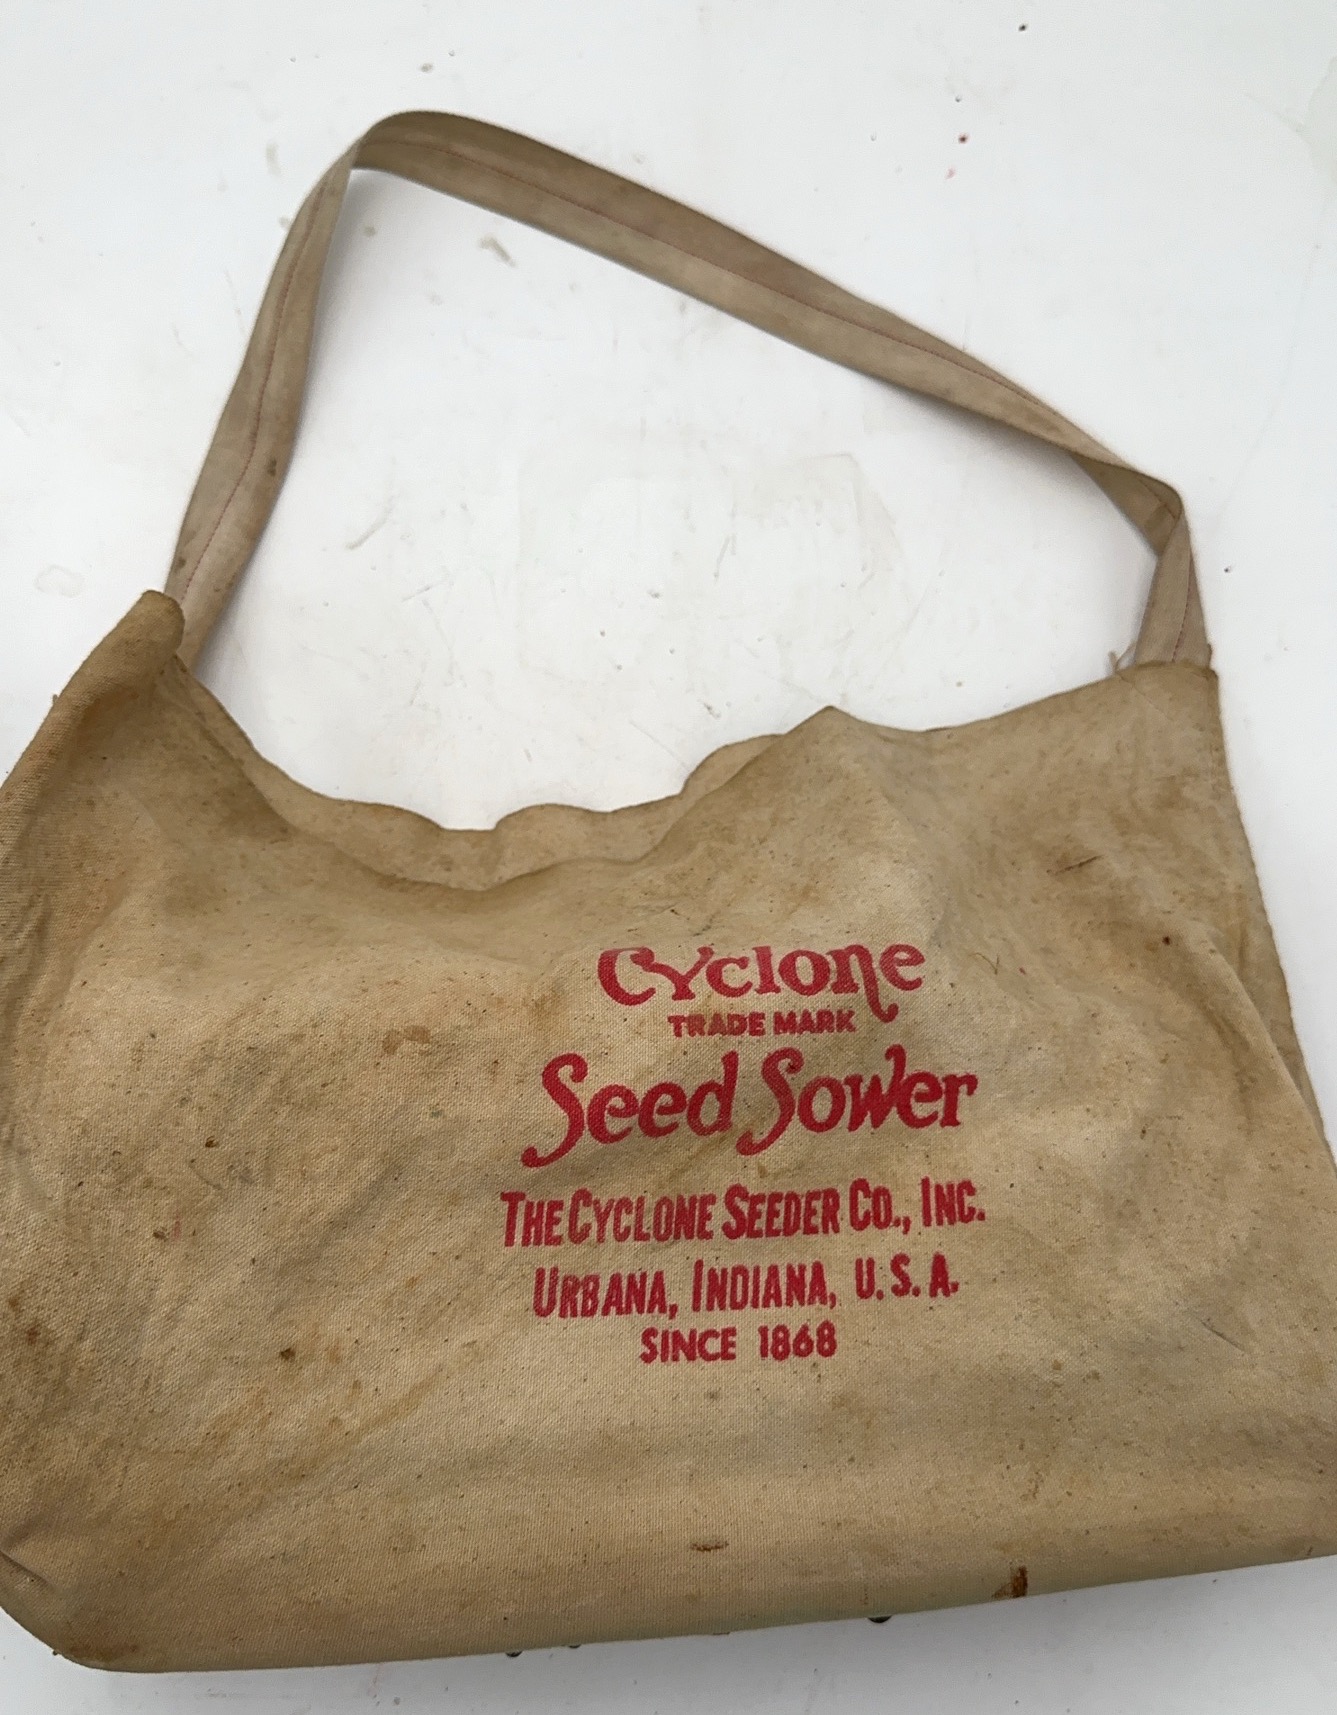 Cyclone
TRADE MARK
Seed Sower
THE CYCLONE SEEDER CO., INC.
URBANA, INDIANA, U.S.A.
SINCE 1868